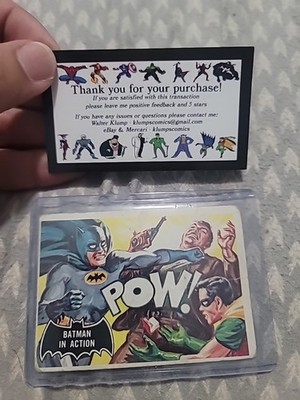 Thank you for your purchase!
If you are satisfied with this transaction
please leave me positive feedback and 5 stars
If you have any issues or questions please contact me:
Walter Klump - klumpscomics@gmail.com
eBay & Mercari - klumpscomics
POW!
BATMAN
IN ACTION